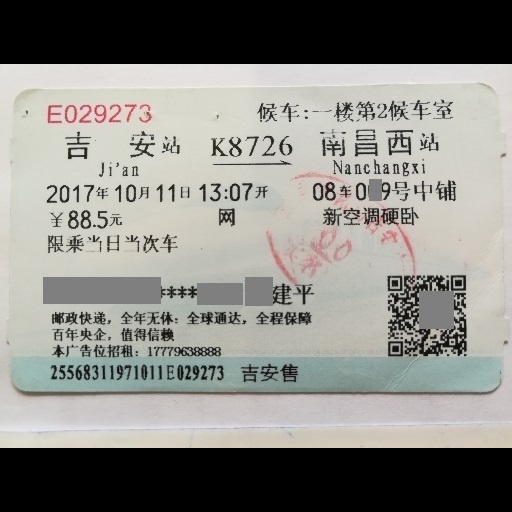 E029273 候车:一楼第2候车室
吉安站 K8726 南昌西站
Ji'an Nanchangxi
2017年10月11日13:07开 08车0 9号中铺
￥88.5元 网 新空调硬卧
限乘当日当次车
**** 建平
邮政快递，全年无休：全球通达，全程保障
百年央企，值得信赖
本广告位招租：17779638888
25568311971011E029273 吉安售